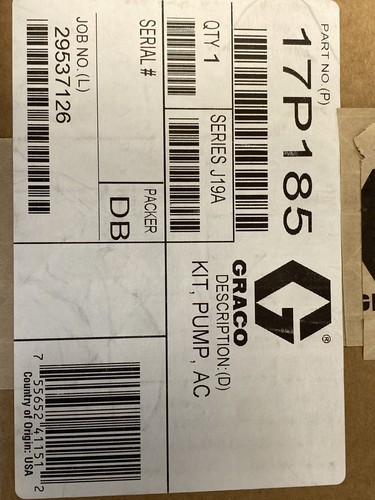 PART NO (P)
17P185
QTY 1
SERIES J19A
SERIAL #
PACKER
DB
JOB NO.(L)
29537126
GRACO
®
DESCRIPTION:(D)
KIT, PUMP, AC
7 55652 41151 2
Country of Origin: USA